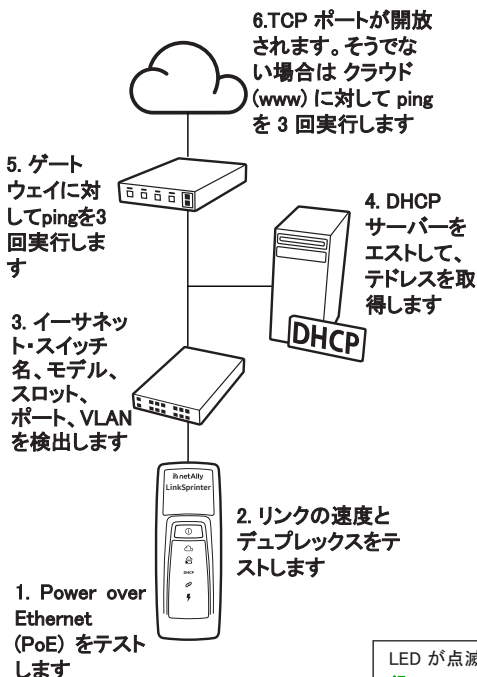 6.TCP ポートが開放
されます。そうでな
い場合は クラウド
(www) に対して ping
を 3 回実行します
5. ゲート
ウェイに対
してpingを3
回実行しま
す
4. DHCP
サーバーを
エストして、
テドレスを取
得します
DHCP
3. イーサネッ
ト・スイッチ
名、モデル、
スロット、
ポート、VLAN
を検出します
netAlly
LinkSprinter
DHCP
2. リンクの速度と
デュプレックスをテ
ストします
1. Power over
Ethernet
(PoE) をテスト
します
LED が点滅